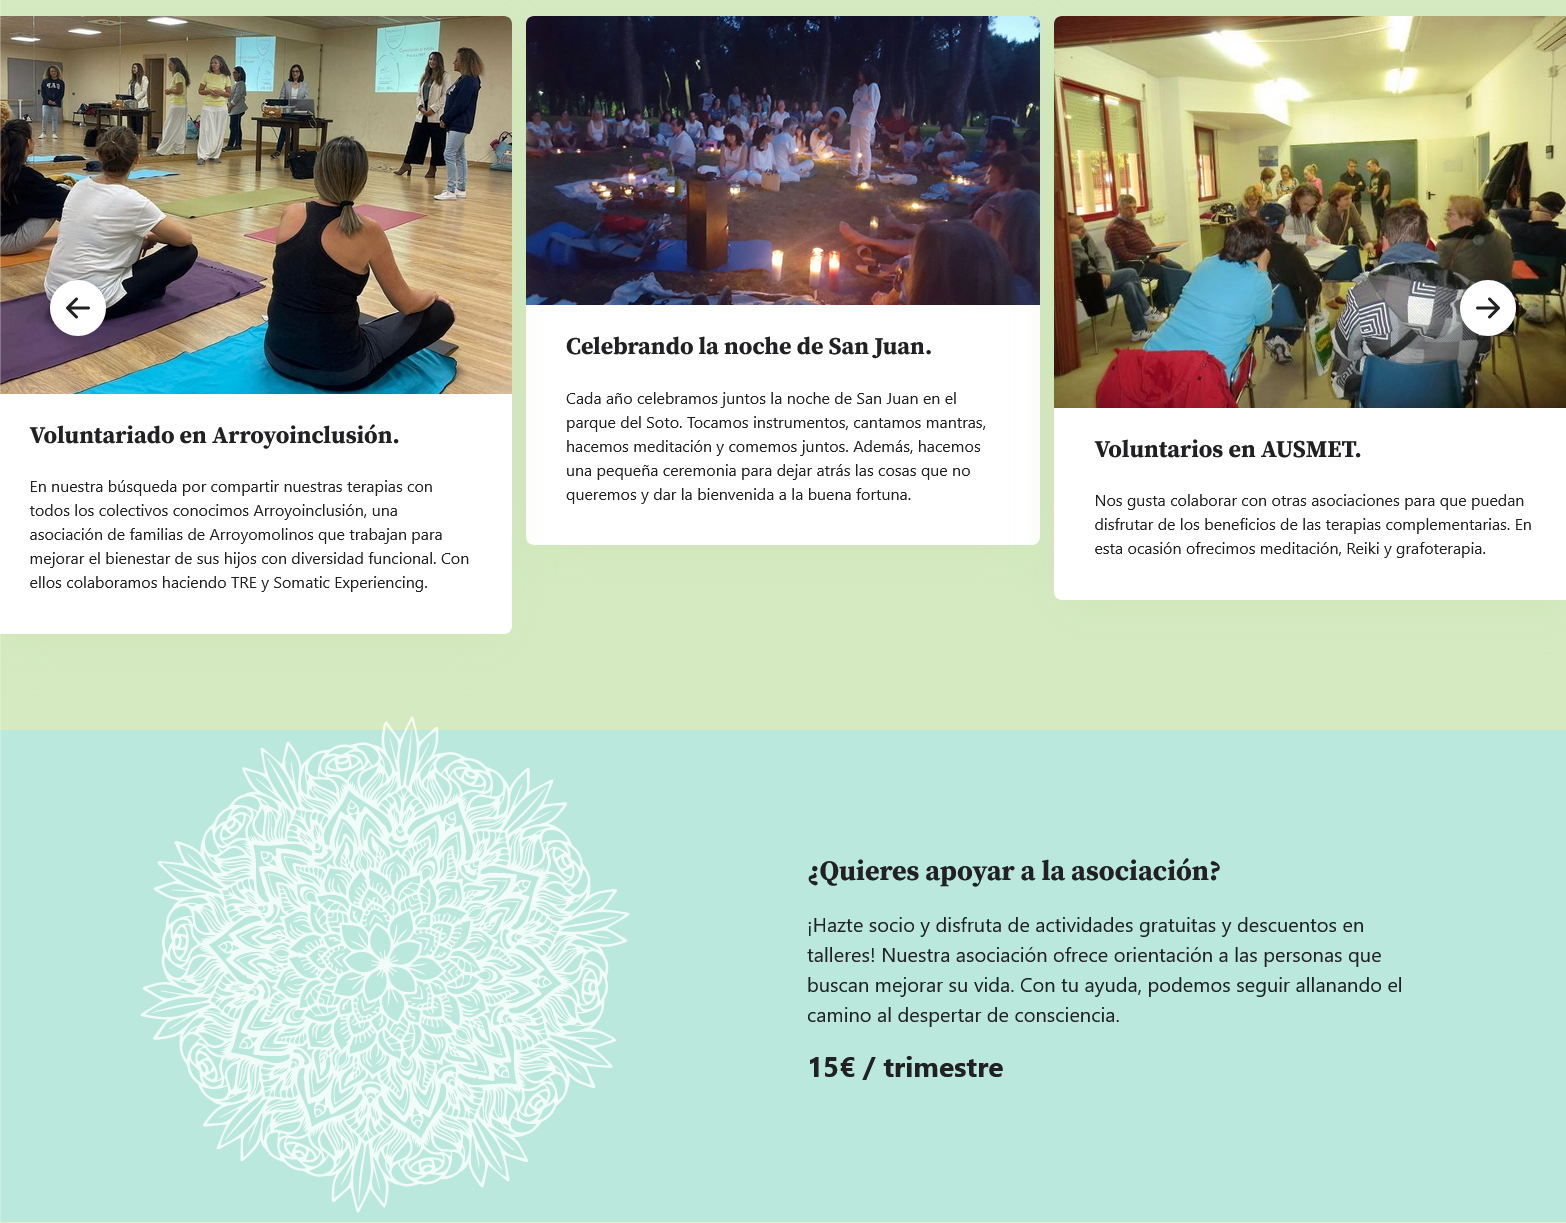 Voluntariado en Arroyoinclusión.
En nuestra búsqueda por compartir nuestras terapias con
todos los colectivos conocimos Arroyoinclusión, una
asociación de familias de Arroyomolinos que trabajan para
mejorar el bienestar de sus hijos con diversidad funcional. Con
ellos colaboramos haciendo TRE y Somatic Experiencing.
Celebrando la noche de San Juan.
Cada año celebramos juntos la noche de San Juan en el
parque del Soto. Tocamos instrumentos, cantamos mantras,
hacemos meditación y comemos juntos. Además, hacemos
una pequeña ceremonia para dejar atrás las cosas que no
queremos y dar la bienvenida a la buena fortuna.
Voluntarios en AUSMET.
Nos gusta colaborar con otras asociaciones para que puedan
disfrutar de los beneficios de las terapias complementarias. En
esta ocasión ofrecimos meditación, Reiki y grafoterapia.
¿Quieres apoyar a la asociación?
¡Hazte socio y disfruta de actividades gratuitas y descuentos en
talleres! Nuestra asociación ofrece orientación a las personas que
buscan mejorar su vida. Con tu ayuda, podemos seguir allanando el
camino al despertar de consciencia.
15€ / trimestre